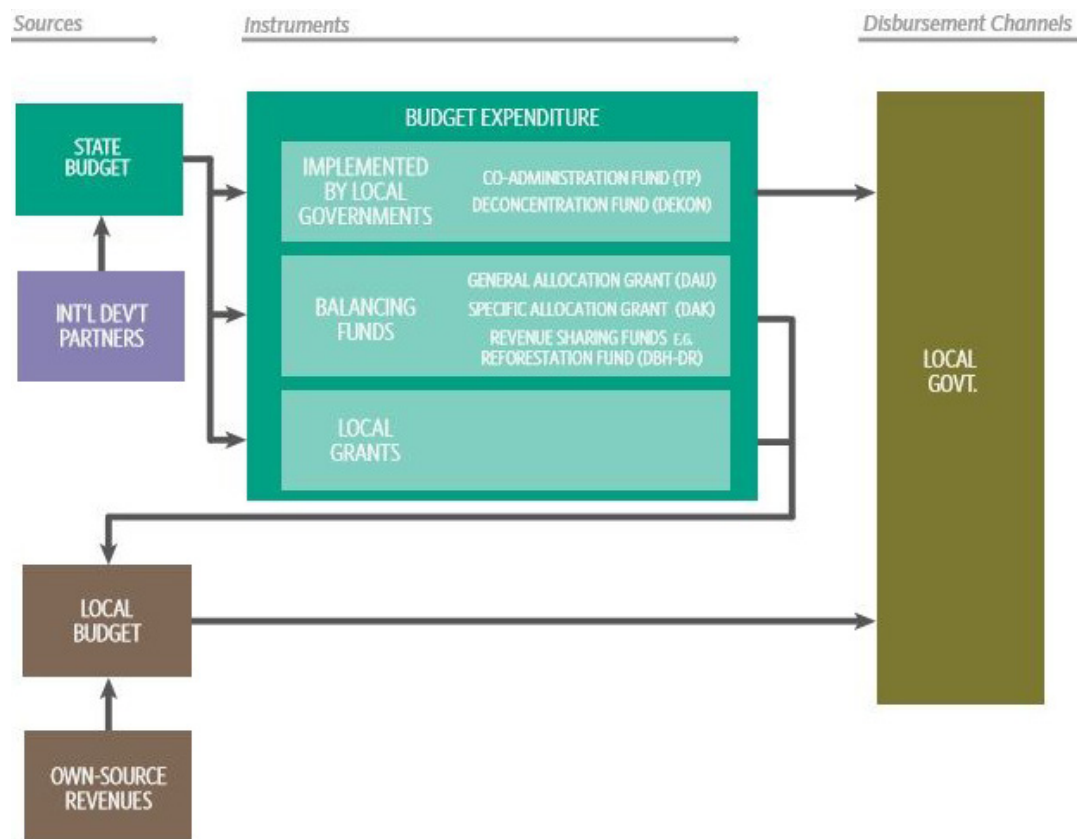 Sources
Instruments
Disbursement Channels
STATE
BUDGET
INT'L DEV'T
PARTNERS
BUDGET EXPENDITURE
IMPLEMENTED
BY LOCAL
GOVERNMENTS
CO-ADMINISTRATION FUND (TP)
DECONCENTRATION FUND (DEKON)
BALANCING
FUNDS
GENERAL ALLOCATION GRANT (DAU)
SPECIFIC ALLOCATION GRANT (DAK)
REVENUE SHARING FUNDS E.G.
REFORESTATION FUND (DBH-DR)
LOCAL
GRANTS
LOCAL
GOVT.
LOCAL
BUDGET
OWN-SOURCE
REVENUES